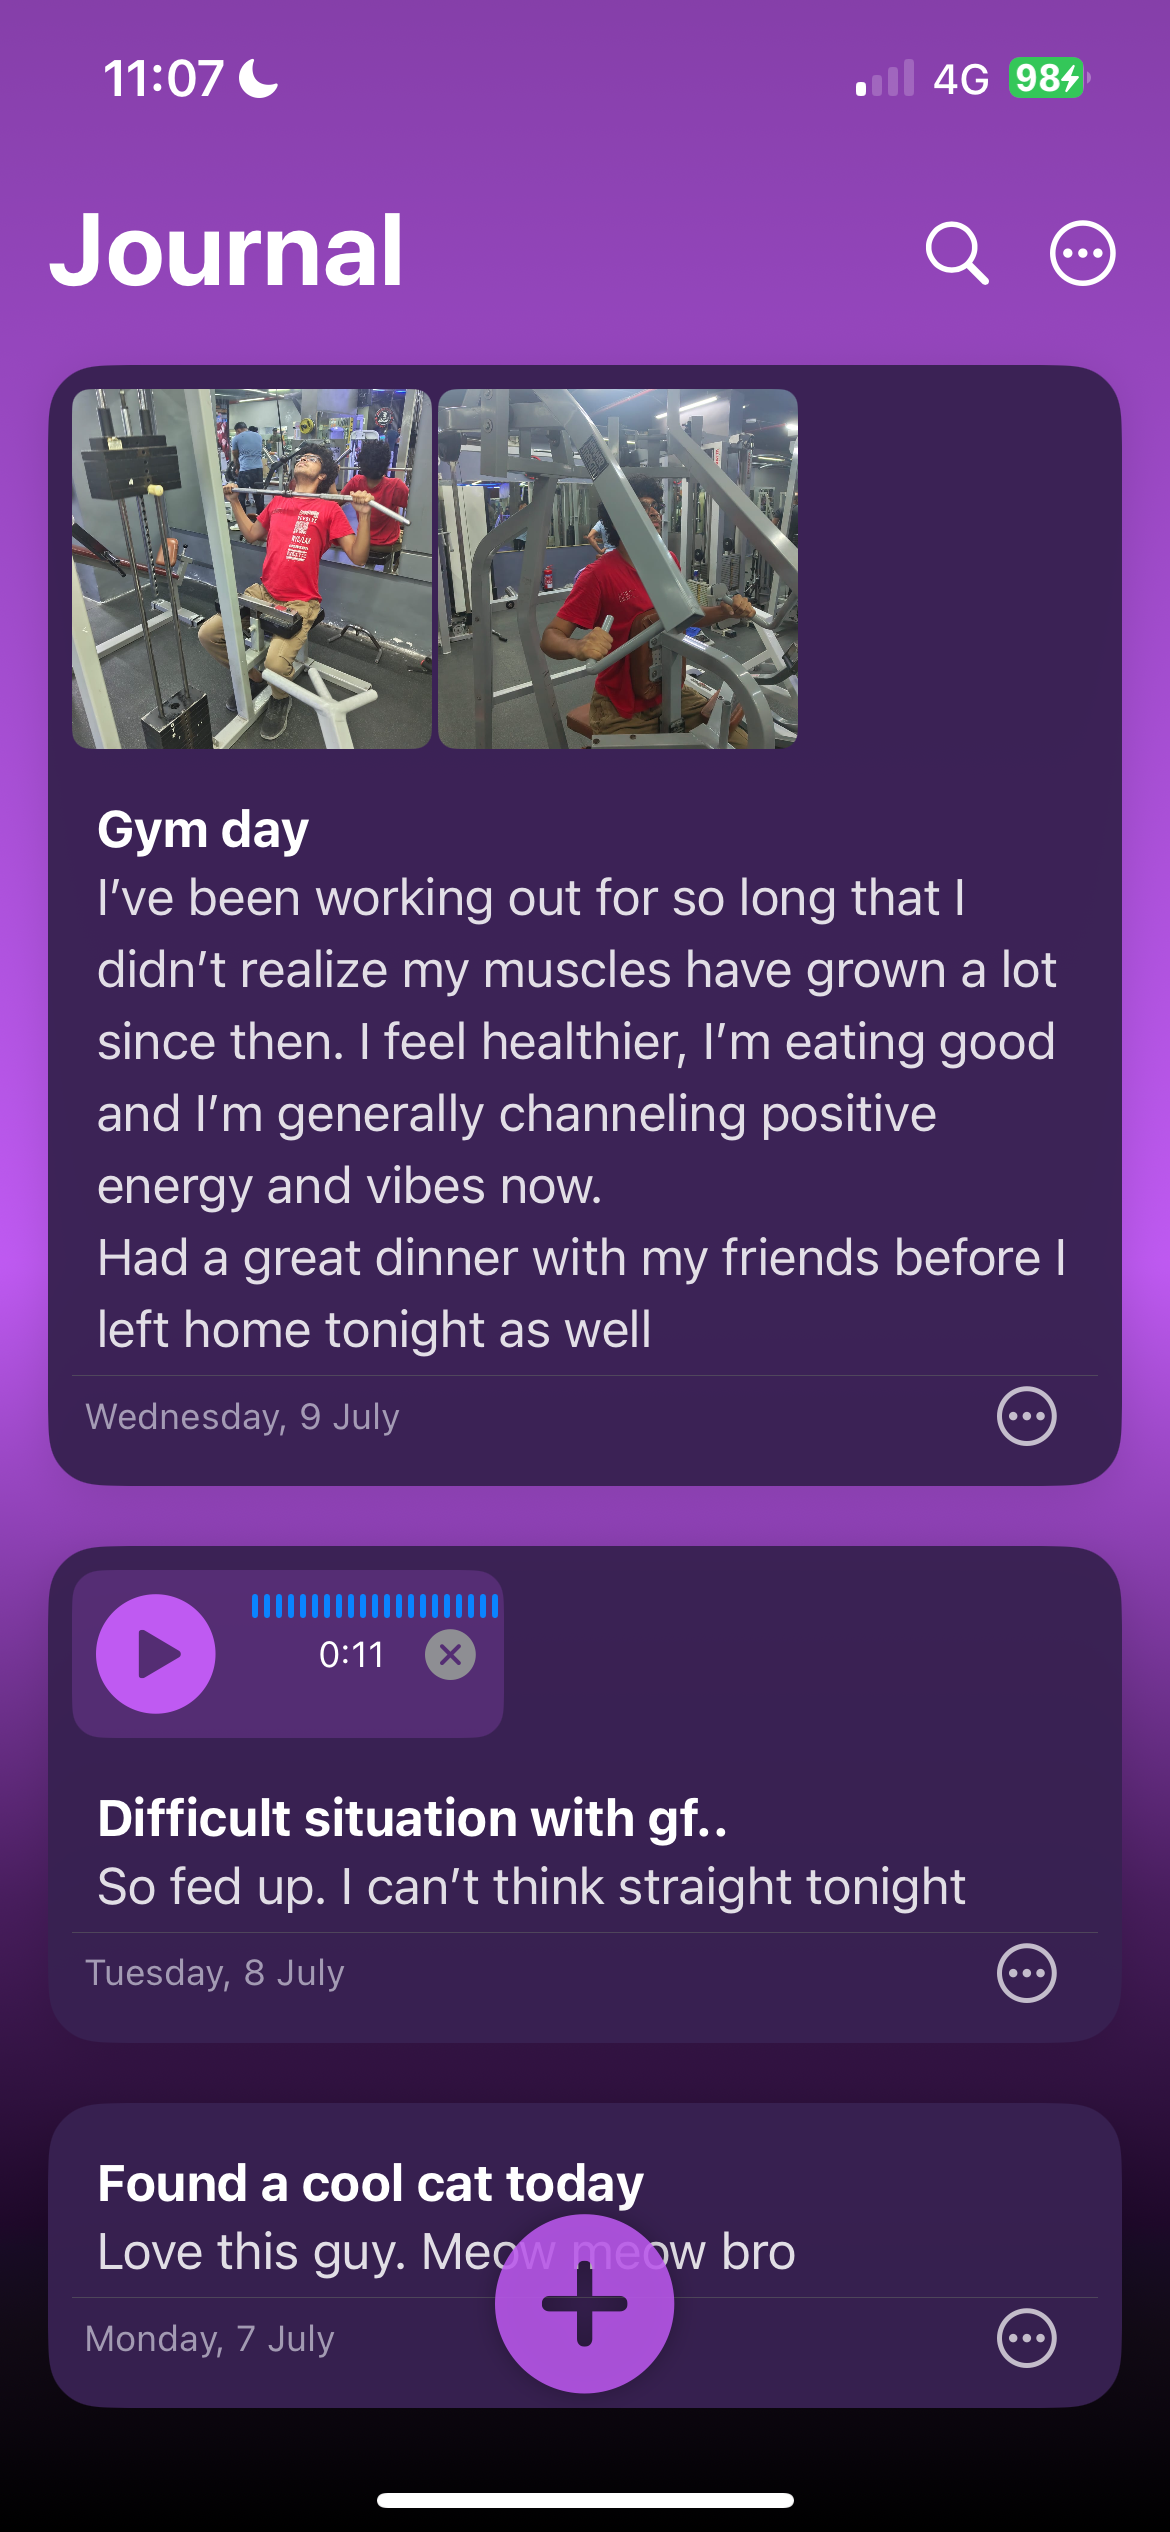 11:07
4G
98
Journal
Gym day
I’ve been working out for so long that I
didn’t realize my muscles have grown a lot
since then. I feel healthier, I’m eating good
and I’m generally channeling positive
energy and vibes now.
Had a great dinner with my friends before I
left home tonight as well
Wednesday, 9 July
0:11
Difficult situation with gf..
So fed up. I can’t think straight tonight
Tuesday, 8 July
Found a cool cat today
Love this guy. Meow meow bro
Monday, 7 July